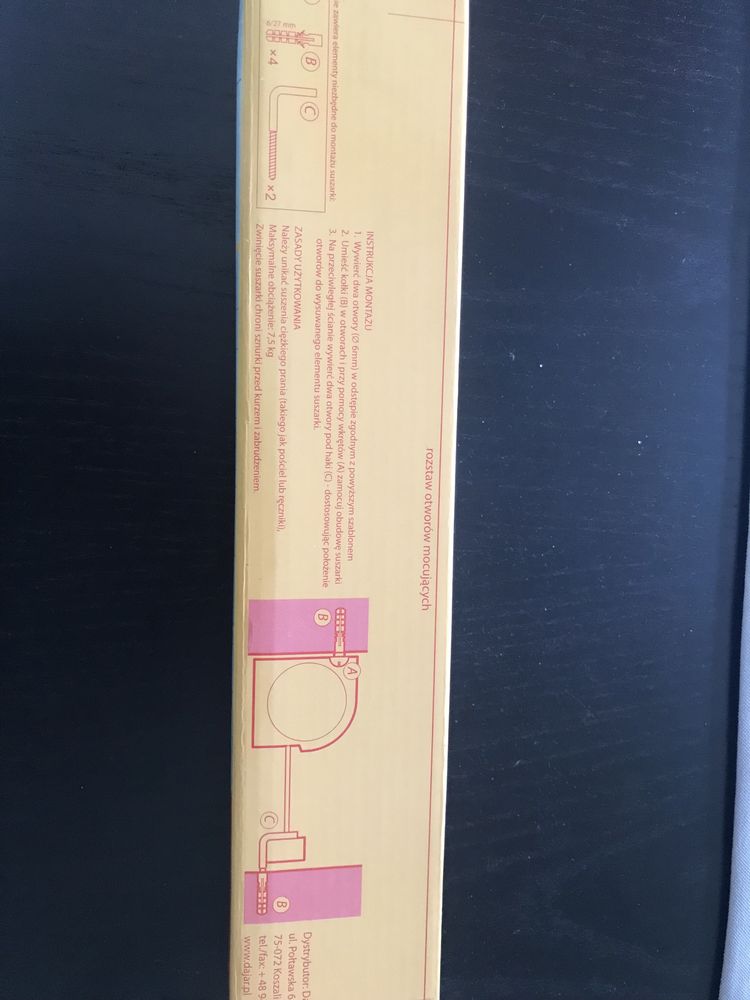 rozstaw otworów mocujących
zawiera elementy niezbędne do montażu suszarki:
6/27 mm
B
×4
C
×2
INSTRUKCJA MONTAŻU
1. Wywierć dwa otwory (Ø 6mm) w odstępie zgodnym z powyższym szablonem
2. Umieść kołki (B) w otworach i przy pomocy wkrętów (A) zamocuj obudowę suszarki
3. Na przeciwległej ścianie wywierć dwa otwory pod haki (C) - dostosowując położenie
otworów do wysuwanego elementu suszarki.
ZASADY UŻYTKOWANIA
Należy unikać suszenia ciężkiego prania (takiego jak pościel lub ręczniki),
Maksymalne obciążenie: 7,5 kg
Zwinięcie suszarki chroni sznurki przed kurzem i zabrudzeniem.
B
A
C
B
Dystrybutor:
ul. Połtawska 6
75-072 Koszali
tel./fax: + 48 9
www.dajar.pl